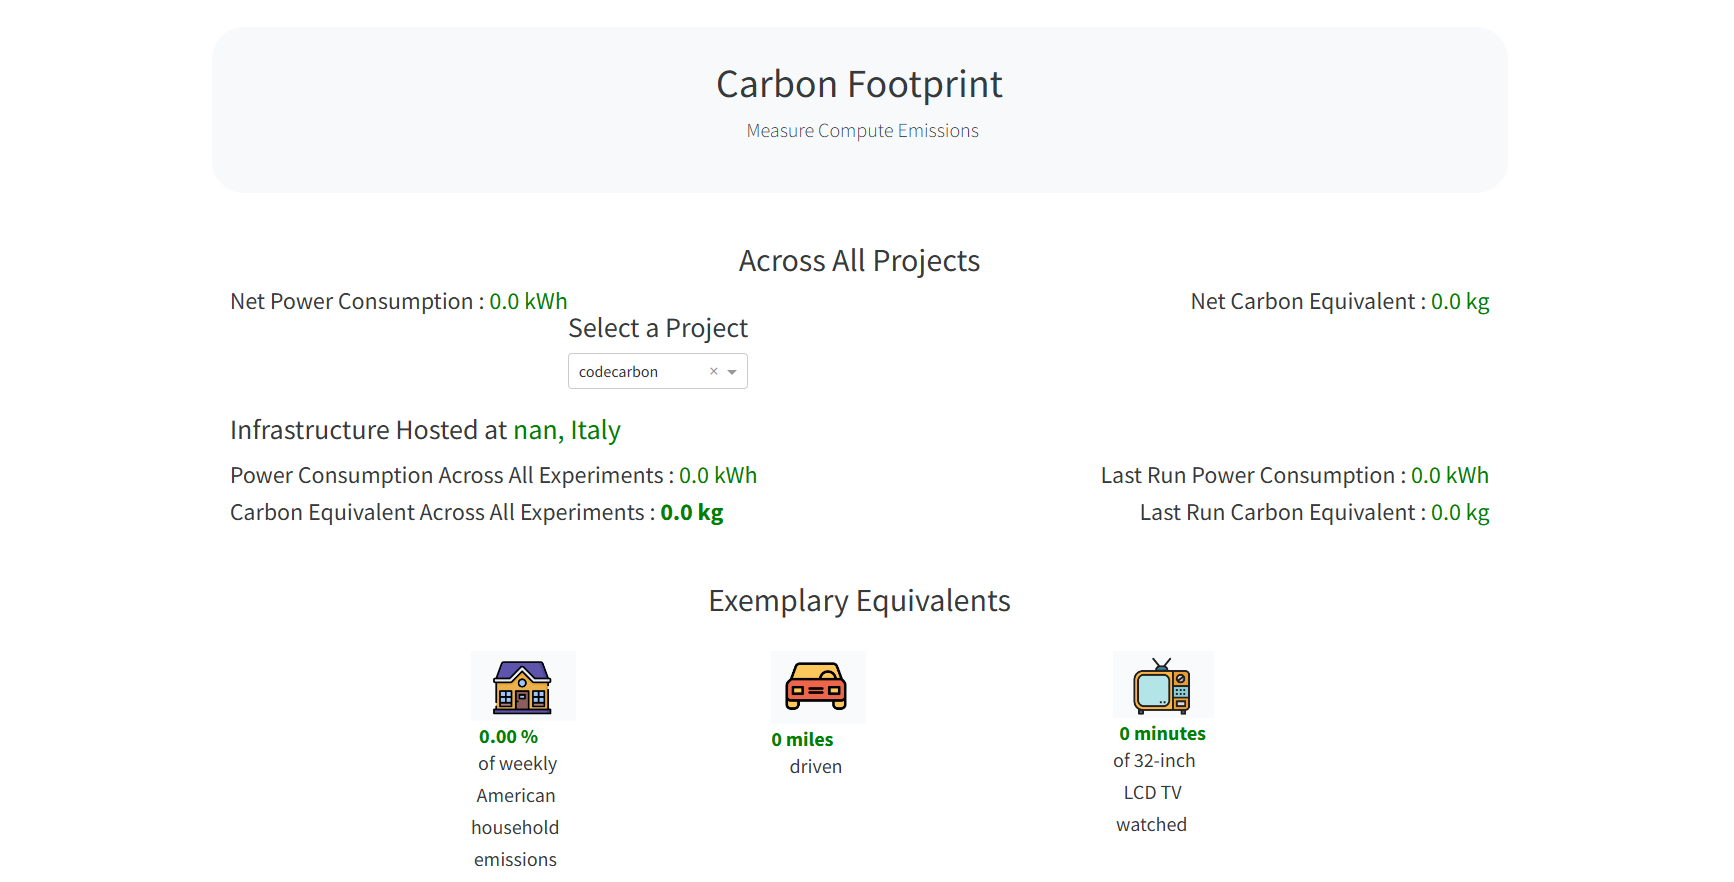 Carbon Footprint
Measure Compute Emissions
Across All Projects
Net Power Consumption : 0.0 kWh
Net Carbon Equivalent : 0.0 kg
Select a Project
codecarbon × 
Infrastructure Hosted at nan, Italy
Power Consumption Across All Experiments : 0.0 kWh
Last Run Power Consumption : 0.0 kWh
Carbon Equivalent Across All Experiments : 0.0 kg
Last Run Carbon Equivalent : 0.0 kg
Exemplary Equivalents
0.00 %
of weekly
American
household
emissions
0 miles
driven
0 minutes
of 32-inch
LCD TV
watched